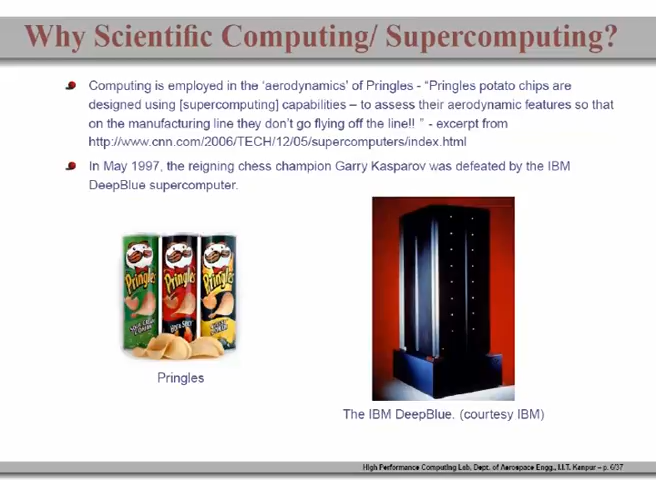 Why Scientific Computing/ Supercomputing?
Computing is employed in the ‘aerodynamics’ of Pringles - “Pringles potato chips are
designed using [supercomputing] capabilities – to assess their aerodynamic features so that
on the manufacturing line they don’t go flying off the line!! ” - excerpt from
http://www.cnn.com/2006/TECH/12/05/supercomputers/index.html
In May 1997, the reigning chess champion Garry Kasparov was defeated by the IBM
DeepBlue supercomputer.
Pringles Pringles Pringles
Pringles
The IBM DeepBlue. (courtesy IBM)
High Performance Computing Lab, Dept. of Aerospace Engg., I.I.T. Kanpur – p. 6/37